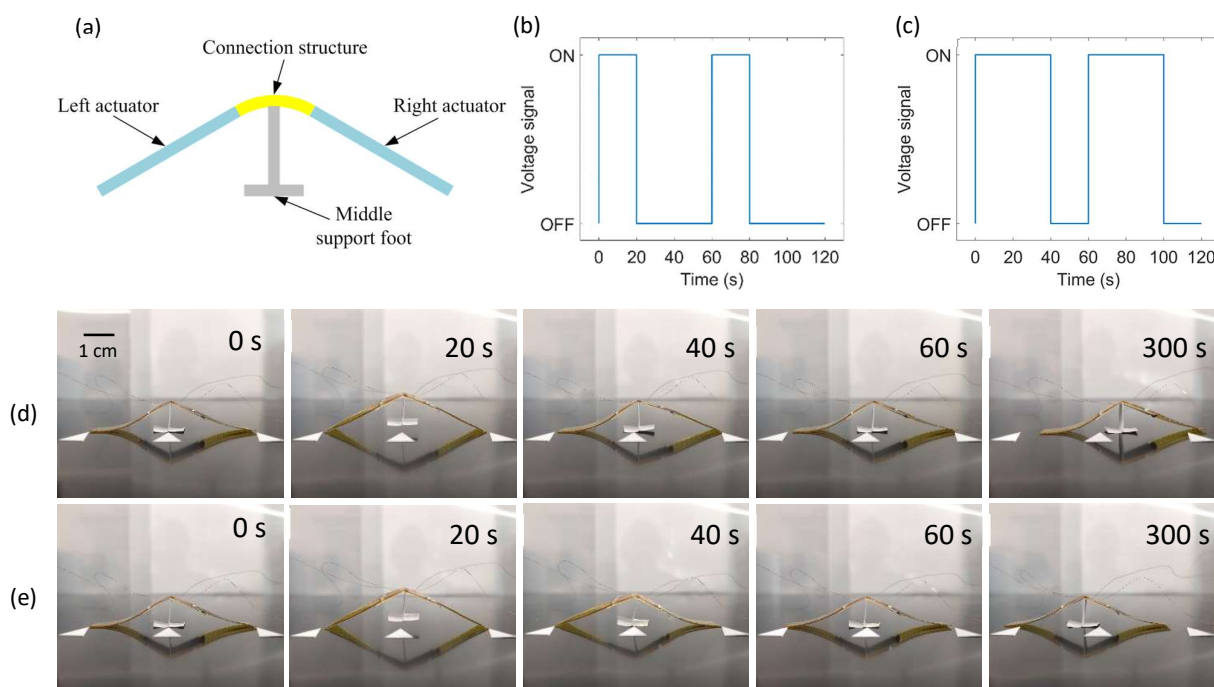 (a)
Connection structure
Left actuator
Right actuator
Middle
support foot
(b)
ON
OFF
Voltage signal
0 20 40 60 80 100 120
Time (s)
(c)
ON
OFF
Voltage signal
0 20 40 60 80 100 120
Time (s)
(d)
1 cm
0 s
20 s
40 s
60 s
300 s
(e)
0 s
20 s
40 s
60 s
300 s